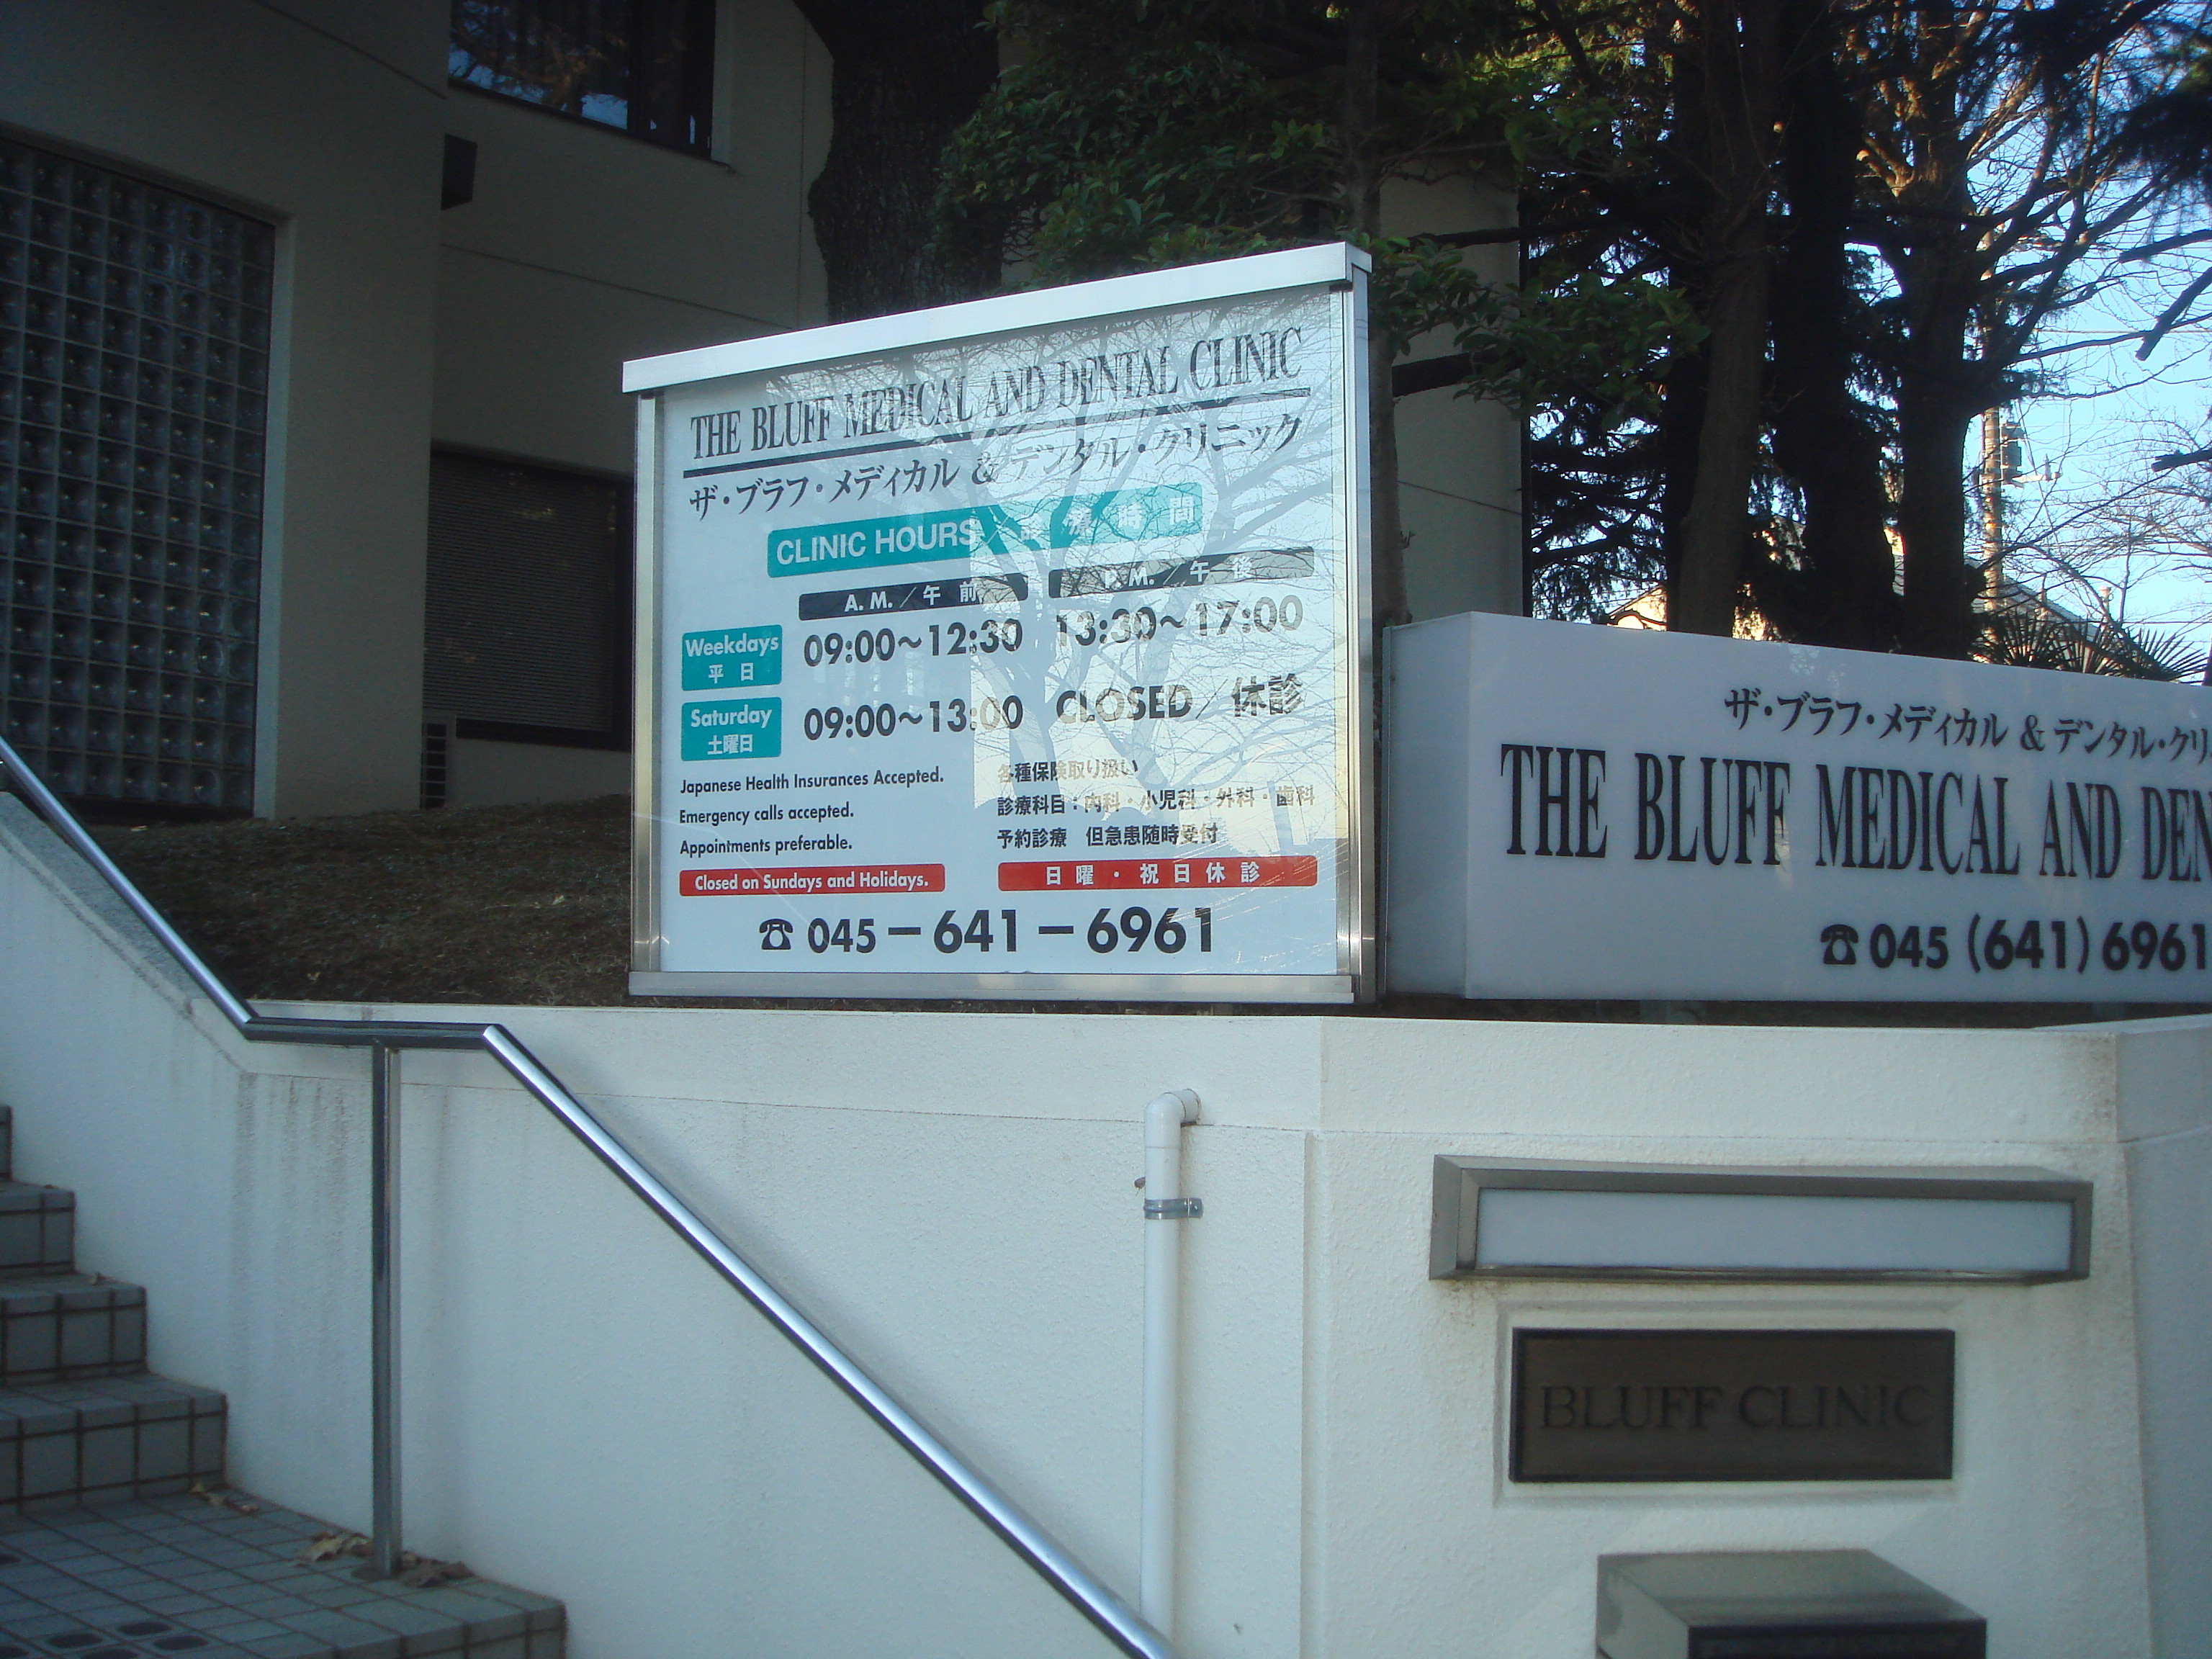 THE BLUFF MEDICAL AND DENTAL CLINIC
ザ・ブラフ・メディカル & デンタル・クリニック
CLINIC HOURS／診療時間
A.M.／午前
P.M.／午後
Weekdays
平日
09:00～12:30
13:30～17:00
Saturday
土曜日
09:00～13:00
CLOSED／休診
Japanese Health Insurances Accepted.
Emergency calls accepted.
Appointments preferable.
各種保険取り扱い
診療科目：内科・小児科・外科・歯科
予約診療 但急患随時受付
Closed on Sundays and Holidays.
日曜・祝日休診
☎ 045-641-6961
ザ・ブラフ・メディカル & デンタル・クリ
THE BLUFF MEDICAL AND DEN
☎ 045 (641) 6961
BLUFF CLINIC